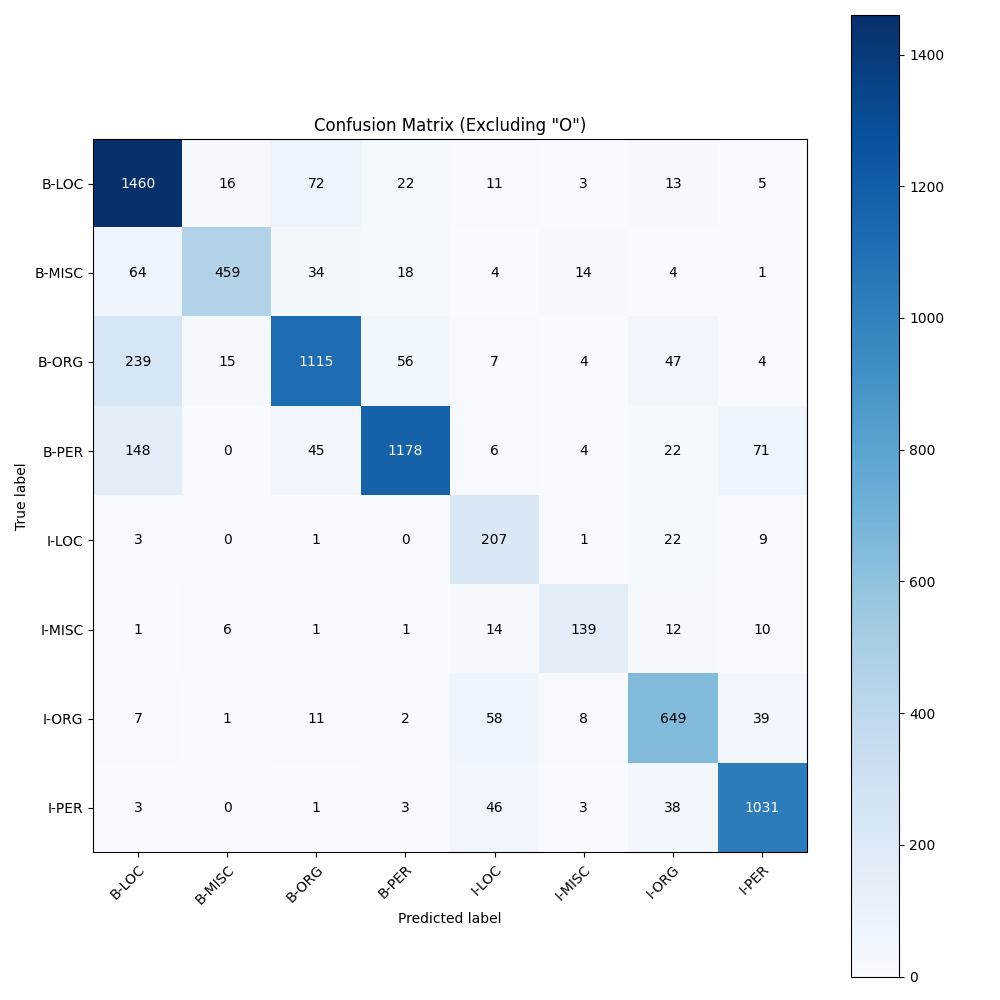 Confusion Matrix (Excluding "O")
B-LOC 1460 16 72 22 11 3 13 5
B-MISC 64 459 34 18 4 14 4 1
B-ORG 239 15 1115 56 7 4 47 4
B-PER 148 0 45 1178 6 4 22 71
I-LOC 3 0 1 0 207 1 22 9
I-MISC 1 6 1 1 14 139 12 10
I-ORG 7 1 11 2 58 8 649 39
I-PER 3 0 1 3 46 3 38 1031
B-LOC B-MISC B-ORG B-PER I-LOC I-MISC I-ORG I-PER
Predicted label
True label
1400
1200
1000
800
600
400
200
0